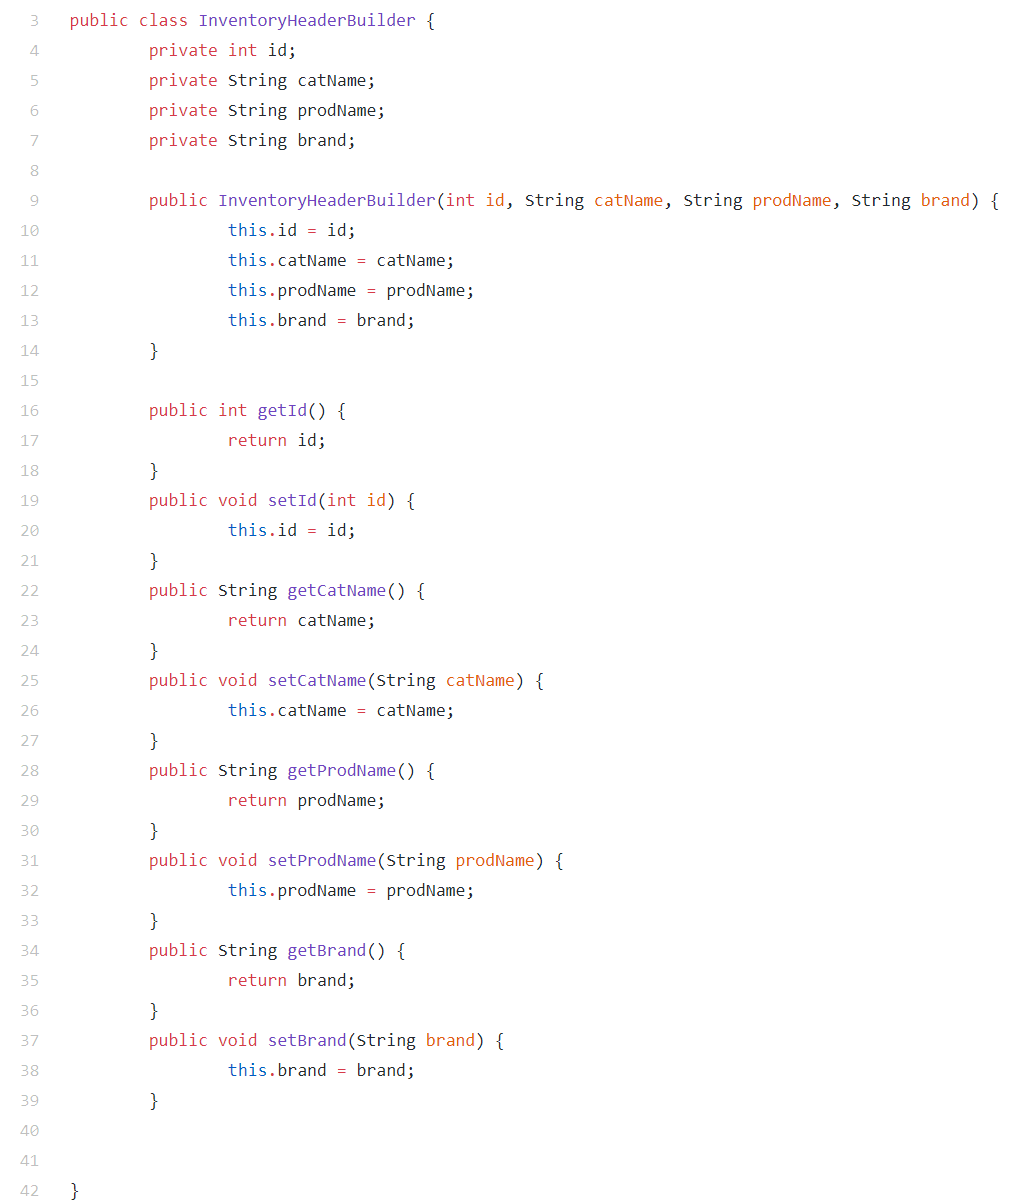 3 public class InventoryHeaderBuilder {
4 private int id;
5 private String catName;
6 private String prodName;
7 private String brand;
8
9 public InventoryHeaderBuilder(int id, String catName, String prodName, String brand) {
10 this.id = id;
11 this.catName = catName;
12 this.prodName = prodName;
13 this.brand = brand;
14 }
15
16 public int getId() {
17 return id;
18 }
19 public void setId(int id) {
20 this.id = id;
21 }
22 public String getCatName() {
23 return catName;
24 }
25 public void setCatName(String catName) {
26 this.catName = catName;
27 }
28 public String getProdName() {
29 return prodName;
30 }
31 public void setProdName(String prodName) {
32 this.prodName = prodName;
33 }
34 public String getBrand() {
35 return brand;
36 }
37 public void setBrand(String brand) {
38 this.brand = brand;
39 }
40
41
42 }